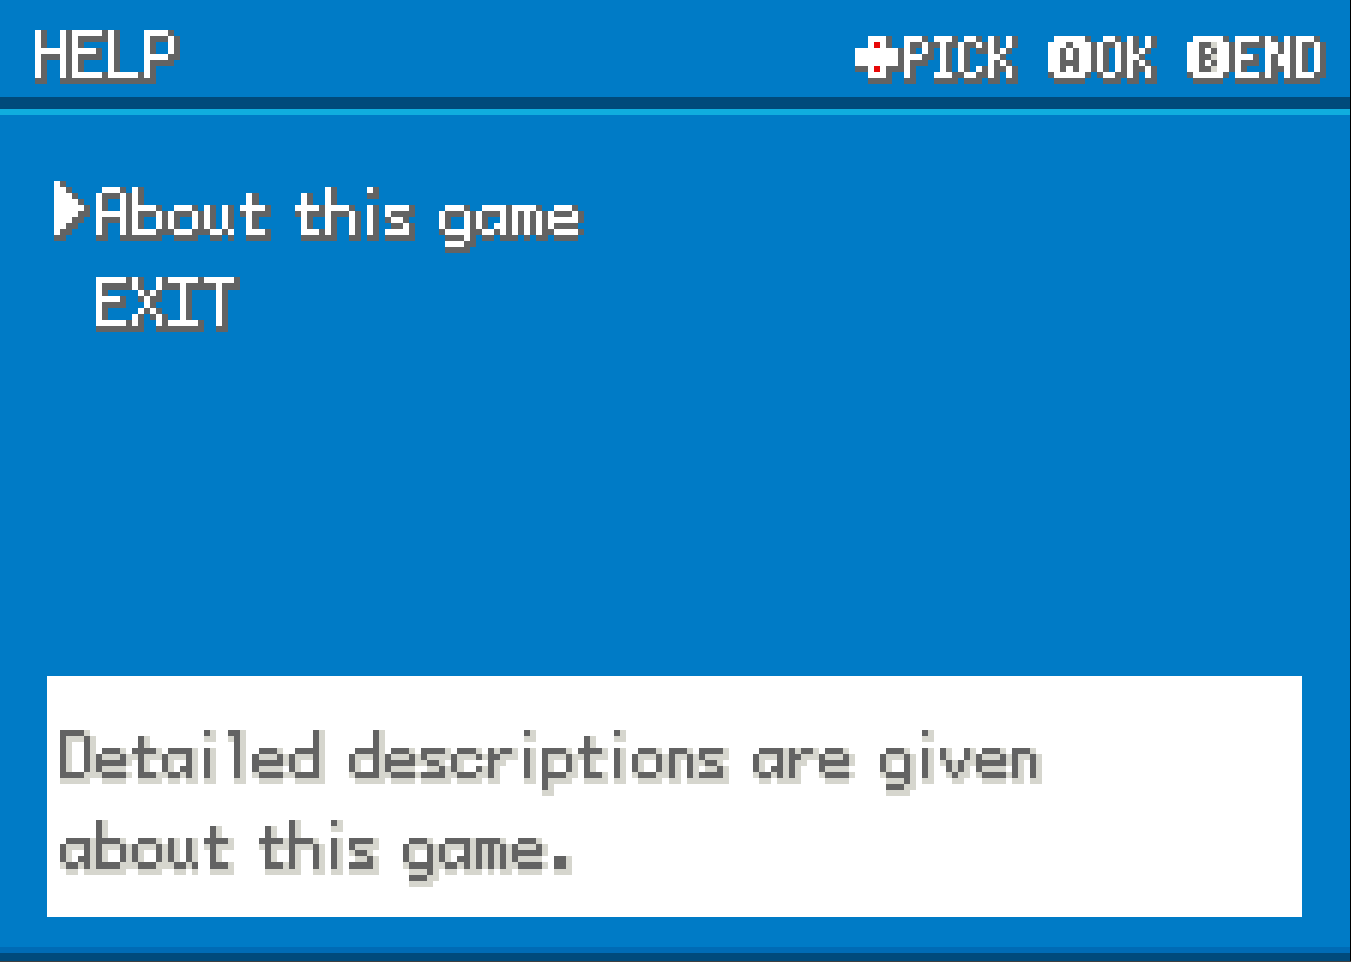 HELP
PICK A OK B END
About this game
EXIT
Detailed descriptions are given
about this game.